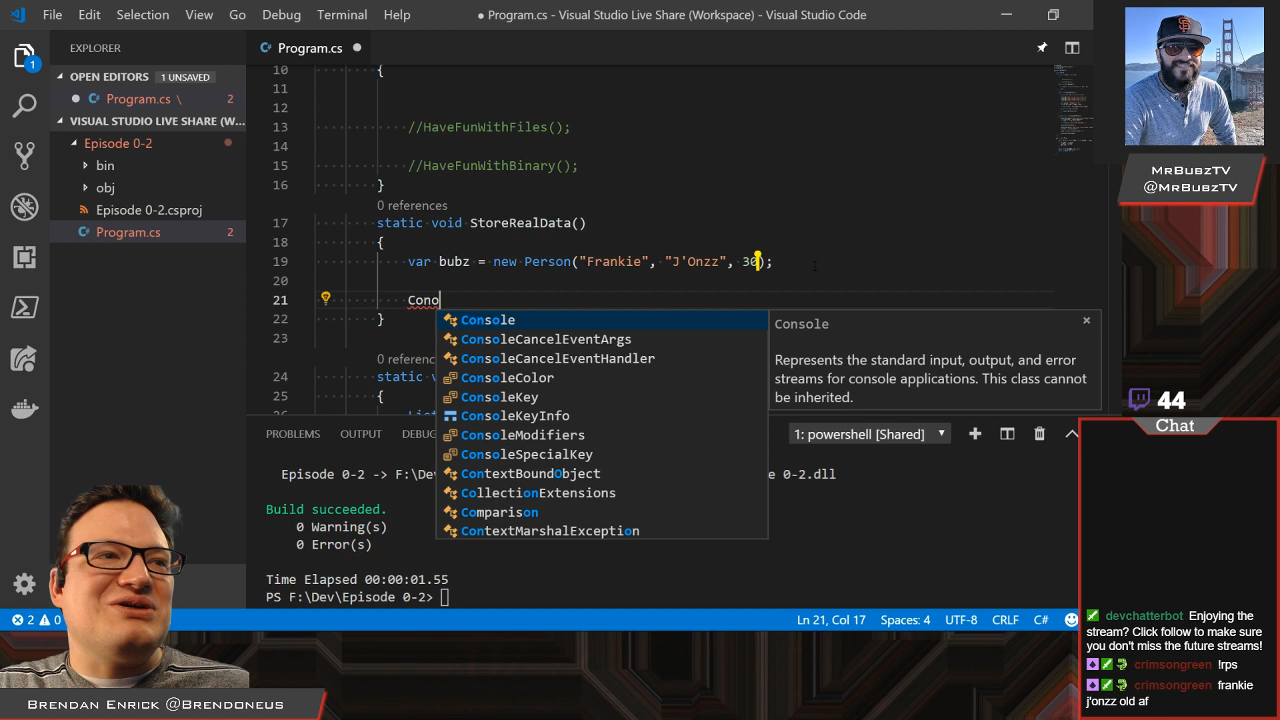 File Edit Selection View Go Debug Terminal Help
● Program.cs - Visual Studio Live Share (Workspace) - Visual Studio Code
EXPLORER
OPEN EDITORS 1 UNSAVED
Program.cs \ 2
VISUAL STUDIO LIVE SHARE (W...
Episode 0-2
bin
obj
Episode 0-2.csproj
Program.cs 2
1
Program.cs
10 {
11
12
13 //HaveFunWithFiles();
14
15 //HaveFunWithBinary();
16 }
0 references
17 static void StoreRealData()
18 {
19 var bubz = new Person("Frankie", "J'Onzz", 30);
20
21 Cono
22 }
23
0 referenc
24 static v
25 {
26
Console
ConsoleCancelEventArgs
ConsoleCancelEventHandler
ConsoleColor
ConsoleKey
ConsoleKeyInfo
ConsoleModifiers
ConsoleSpecialKey
ContextBoundObject
CollectionExtensions
Comparison
ContextMarshalException
Console
Represents the standard input, output, and error
streams for console applications. This class cannot
be inherited.
PROBLEMS OUTPUT DEBU
1: powershell [Shared]
Episode 0-2 -> F:\De
e 0-2.dll
Build succeeded.
0 Warning(s)
0 Error(s)
Time Elapsed 00:00:01.55
PS F:\Dev\Episode 0-2>
2 0
Ln 21, Col 17 Spaces: 4 UTF-8 CRLF C#
MrBubzTV
@MrBubzTV
44
Chat
devchatterbot Enjoying the
stream? Click follow to make sure
you don't miss the future streams!
crimsongreen !rps
crimsongreen frankie
j'onzz old af
Brendan Enrick @Brendoneus